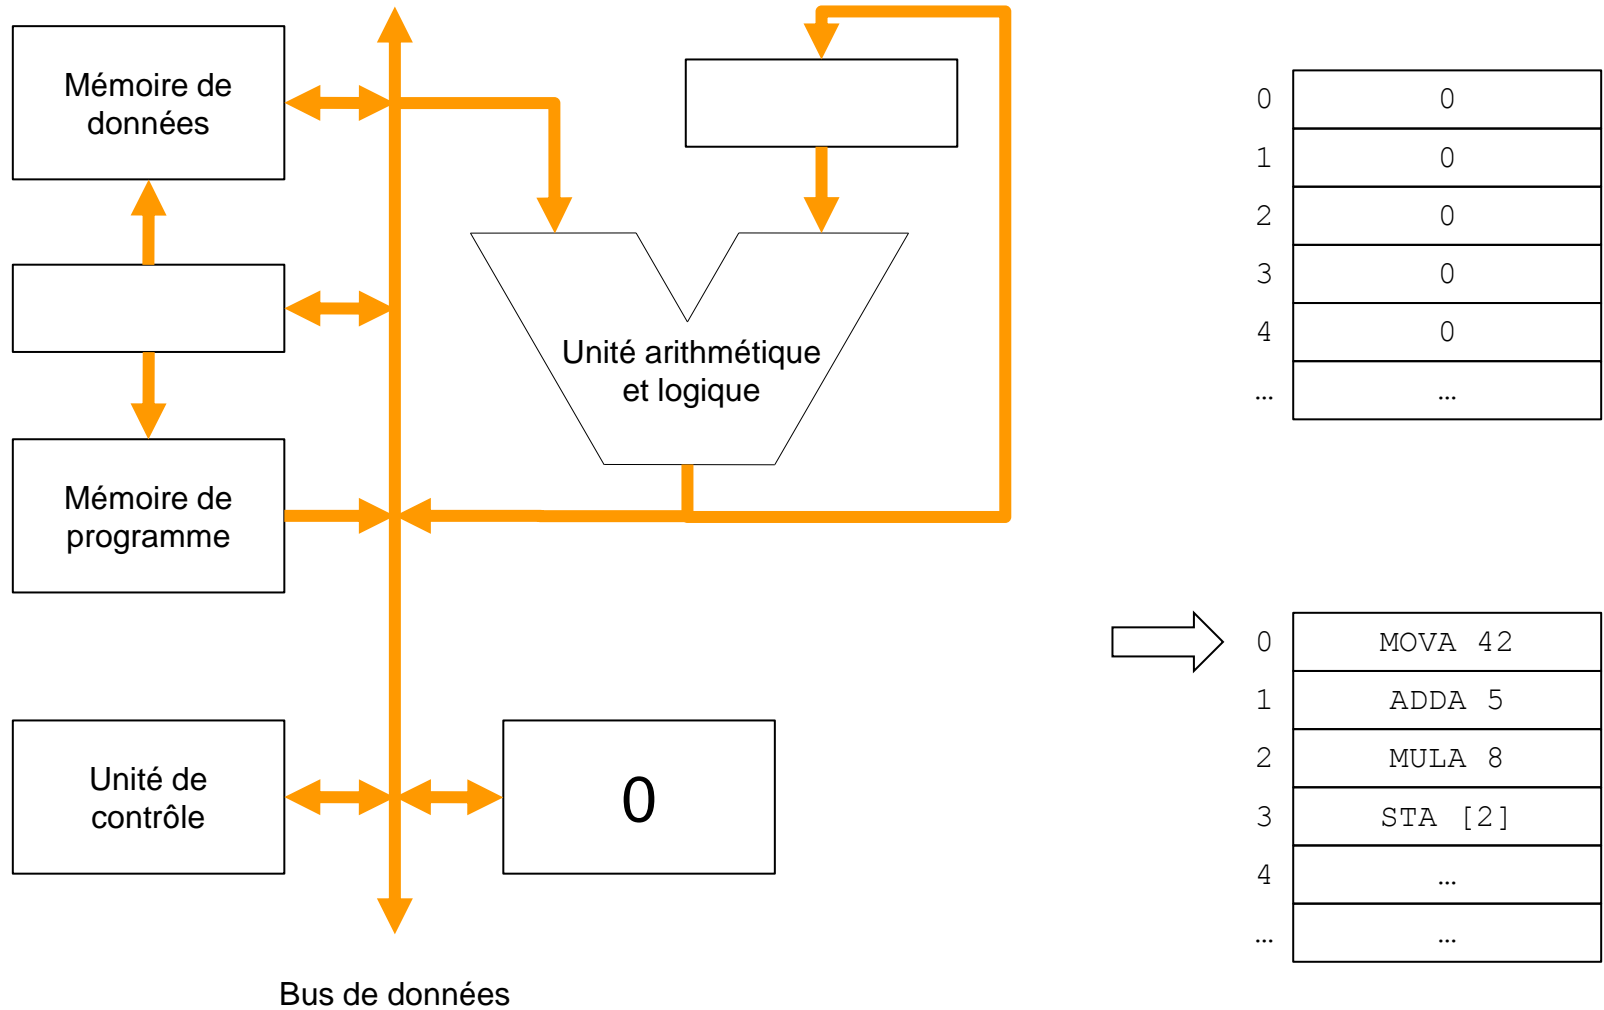 Mémoire de
données
Unité arithmétique
et logique
Mémoire de
programme
Unité de
contrôle
0
Bus de données
0 0
1 0
2 0
3 0
4 0
… …
0 MOVA 42
1 ADDA 5
2 MULA 8
3 STA [2]
4 …
… …